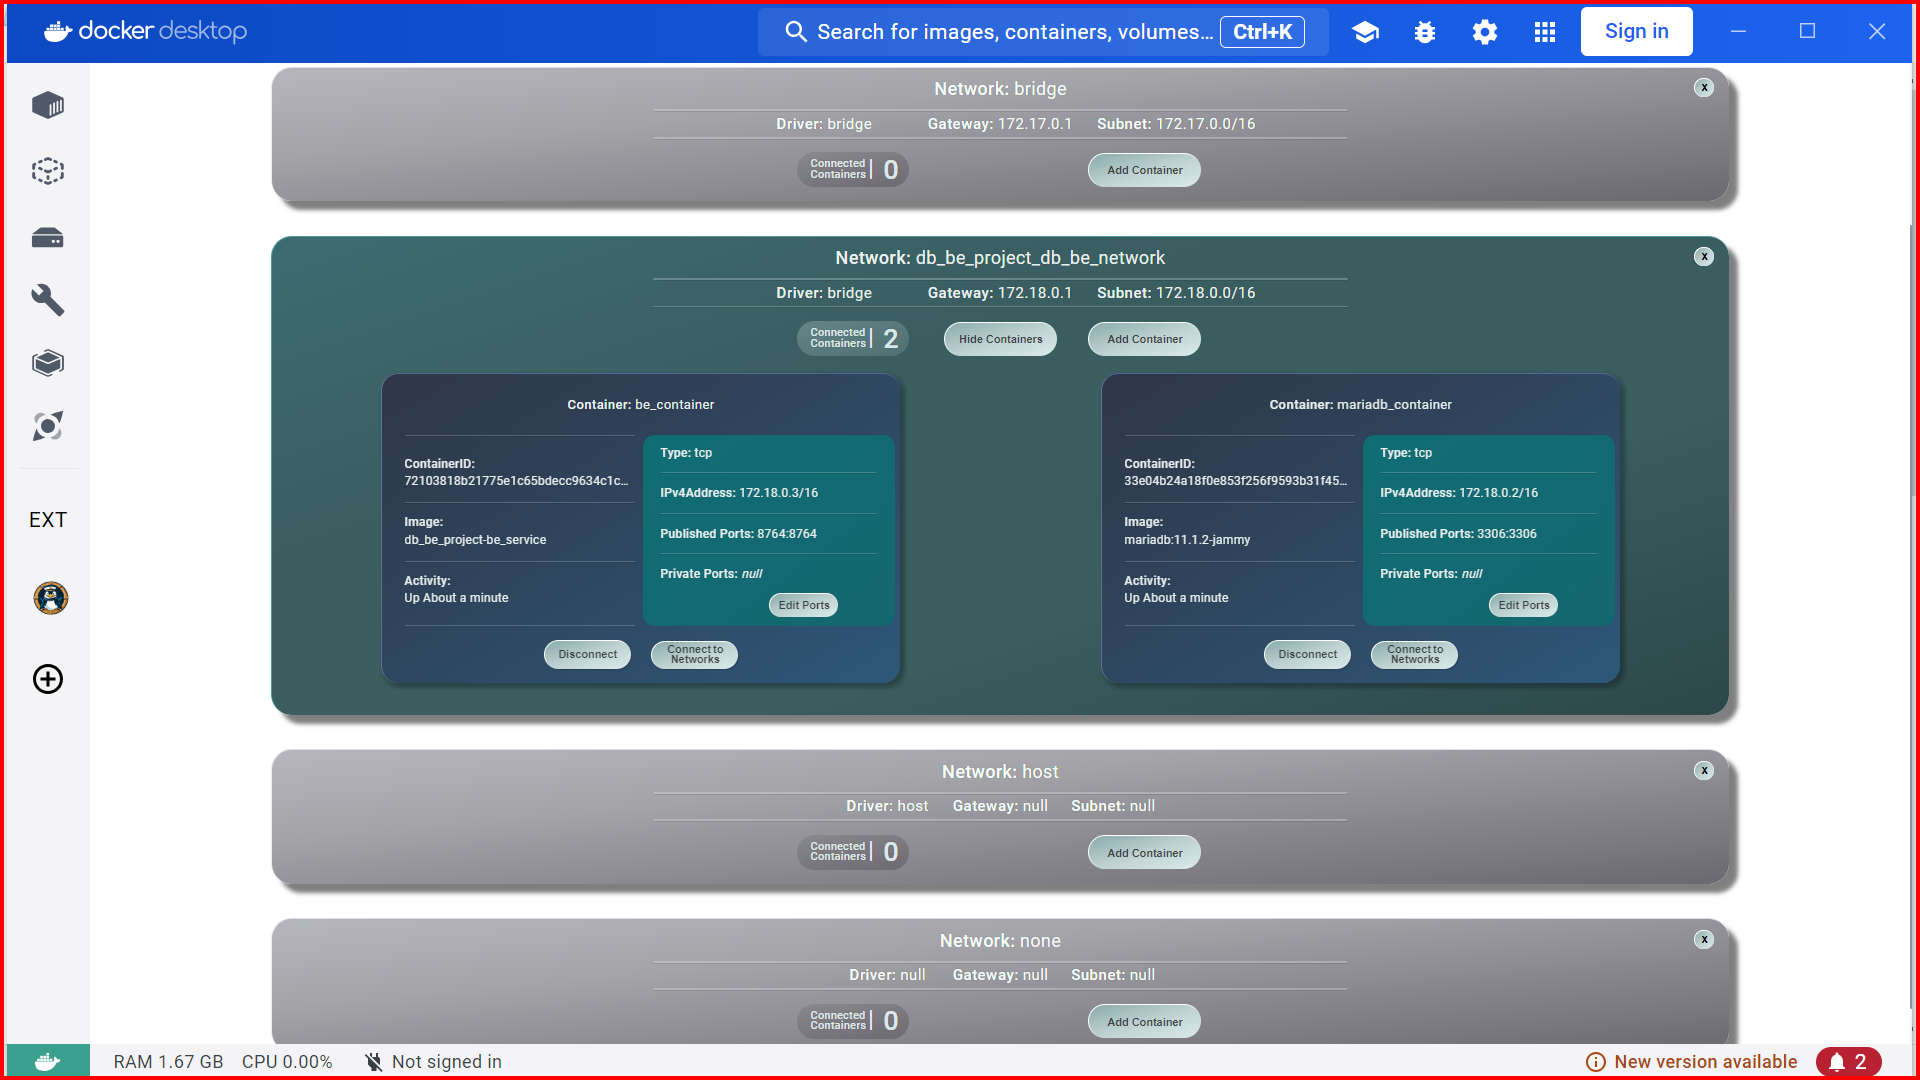 docker desktop
Search for images, containers, volumes...
Ctrl+K
Sign in
Network: bridge
x
Driver: bridge
Gateway: 172.17.0.1
Subnet: 172.17.0.0/16
Connected
Containers
0
Add Container
Network: db_be_project_db_be_network
x
Driver: bridge
Gateway: 172.18.0.1
Subnet: 172.18.0.0/16
Connected
Containers
2
Hide Containers
Add Container
Container: be_container
ContainerID:
72103818b21775e1c65bdecc9634c1c...
Image:
db_be_project-be_service
Activity:
Up About a minute
Type: tcp
IPv4Address: 172.18.0.3/16
Published Ports: 8764:8764
Private Ports: null
Edit Ports
Disconnect
Connect to
Networks
Container: mariadb_container
ContainerID:
33e04b24a18f0e853f256f9593b31f45...
Image:
mariadb:11.1.2-jammy
Activity:
Up About a minute
Type: tcp
IPv4Address: 172.18.0.2/16
Published Ports: 3306:3306
Private Ports: null
Edit Ports
Disconnect
Connect to
Networks
EXT
Network: host
x
Driver: host
Gateway: null
Subnet: null
Connected
Containers
0
Add Container
Network: none
x
Driver: null
Gateway: null
Subnet: null
Connected
Containers
0
Add Container
RAM 1.67 GB
CPU 0.00%
Not signed in
New version available
2